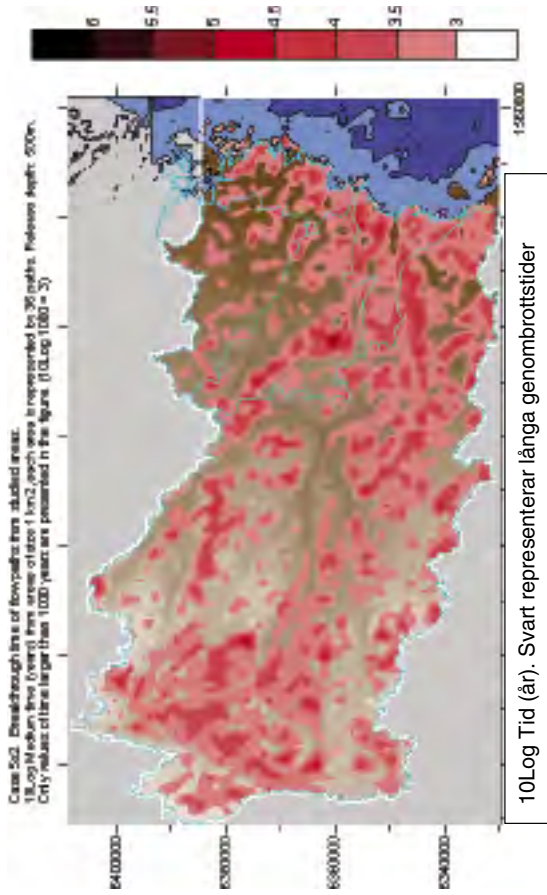 Case 5c2. Breakthrough time of flowpaths from studied areas.
10Log Medium time (years) from areas of size 1 km2, each area is represented by 36 paths. Release depth: 500m.
Only values of time larger than 1000 years are presented in the figure. (10Log 1000 = 3)
6
5.5
5
4.5
4
3.5
3
1550000
6340000
10Log Tid (år). Svart representerar långa genombrottstider